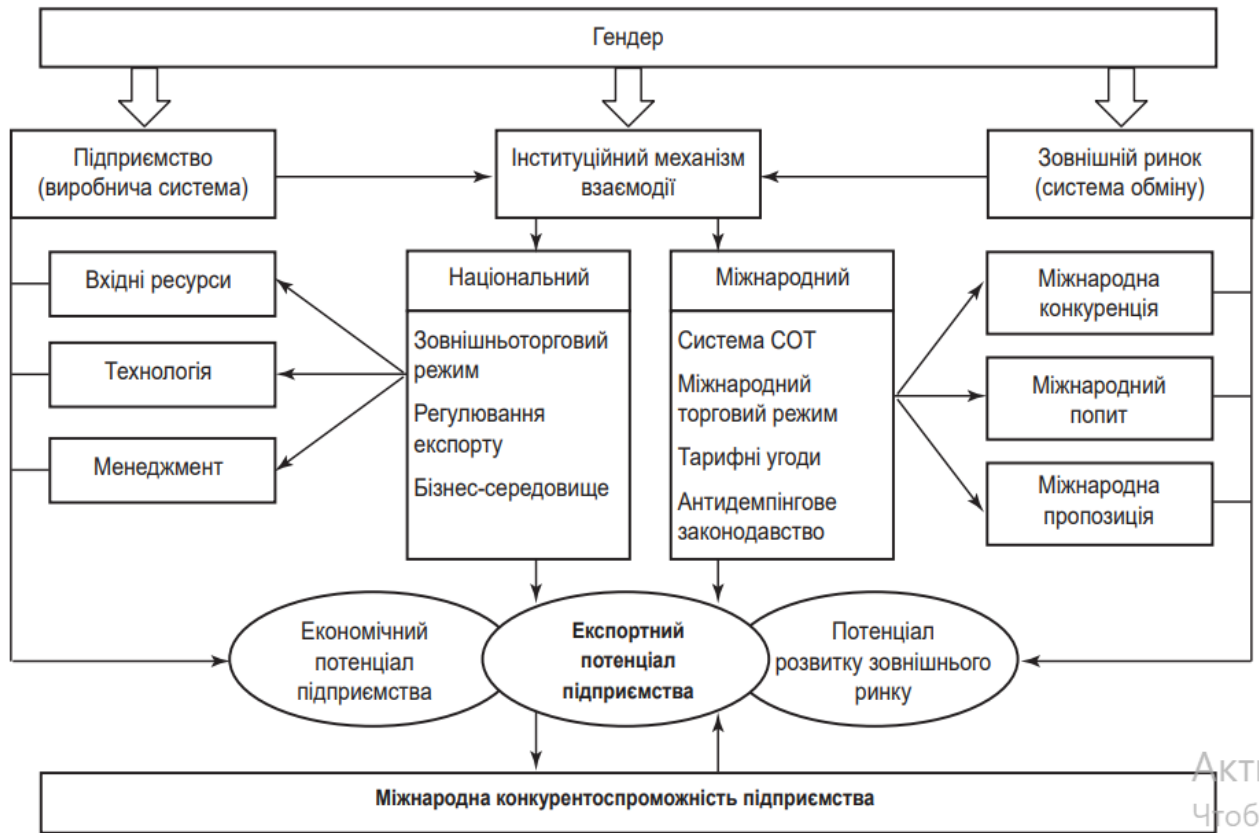 Гендер
Підприємство
(виробнича система)
Інституційний механізм
взаємодії
Зовнішній ринок
(система обміну)
Вхідні ресурси
Технологія
Менеджмент
Національний
Зовнішньоторговий
режим
Регулювання
експорту
Бізнес-середовище
Міжнародний
Система СОТ
Міжнародний
торговий режим
Тарифні угоди
Антидемпінгове
законодавство
Міжнародна
конкуренція
Міжнародний
попит
Міжнародна
пропозиція
Економічний
потенціал
підприємства
Експортний
потенціал
підприємства
Потенціал
розвитку зовнішнього
ринку
Міжнародна конкурентоспроможність підприємства